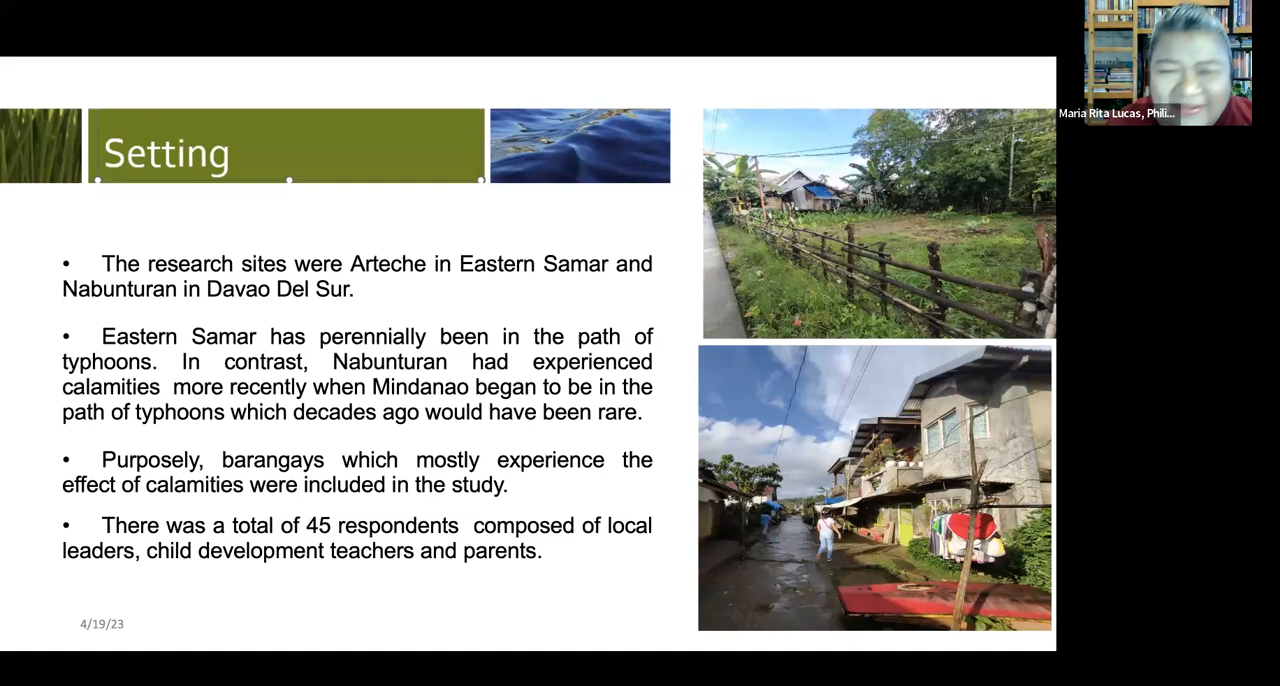 Setting
• The research sites were Arteche in Eastern Samar and
Nabunturan in Davao Del Sur.
• Eastern Samar has perennially been in the path of
typhoons. In contrast, Nabunturan had experienced
calamities more recently when Mindanao began to be in the
path of typhoons which decades ago would have been rare.
• Purposely, barangays which mostly experience the
effect of calamities were included in the study.
• There was a total of 45 respondents composed of local
leaders, child development teachers and parents.
4/19/23
Maria Rita Lucas, Phili...